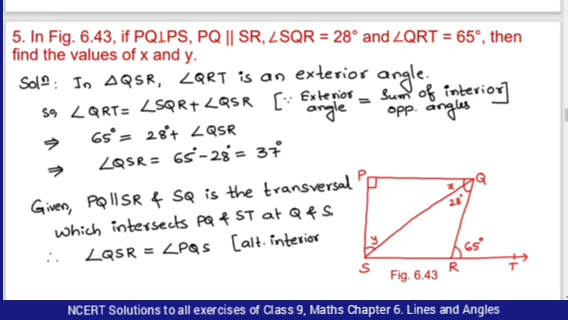 5. In Fig. 6.43, if PQ⊥PS, PQ || SR, ∠SQR = 28° and ∠QRT = 65°, then
find the values of x and y.
Solⁿ: In △QSR, ∠QRT is an exterior angle.
so, ∠QRT = ∠SQR + ∠QSR [∵ Exterior angle = Sum of interior opp. angles]
⇒ 65° = 28° + ∠QSR
⇒ ∠QSR = 65° - 28° = 37°
Given, PQ || SR & SQ is the transversal
which intersects PQ & ST at Q & S,
∴ ∠QSR = ∠PQS [alt. interior
P
Q
x
28°
y
65°
S
R
T
Fig. 6.43
NCERT Solutions to all exercises of Class 9, Maths Chapter 6. Lines and Angles